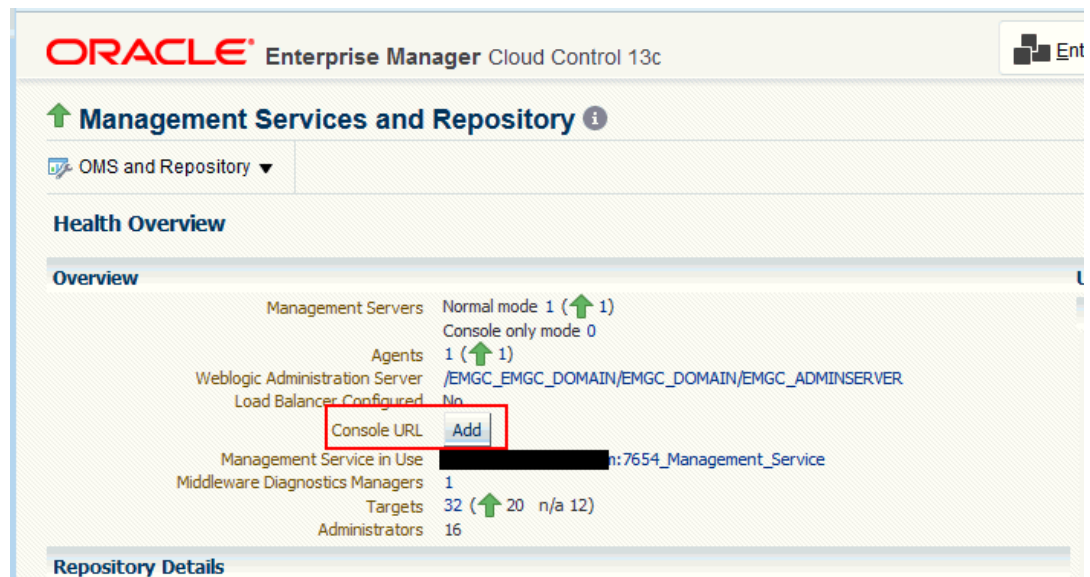 ORACLE Enterprise Manager Cloud Control 13c
Ent
Management Services and Repository i
OMS and Repository
Health Overview
Overview
Management Servers Normal mode 1 ( 1)
Console only mode 0
Agents 1 ( 1)
Weblogic Administration Server /EMGC_EMGC_DOMAIN/EMGC_DOMAIN/EMGC_ADMINSERVER
Load Balancer Configured No
Console URL Add
Management Service in Use n:7654_Management_Service
Middleware Diagnostics Managers 1
Targets 32 ( 20 n/a 12)
Administrators 16
Repository Details